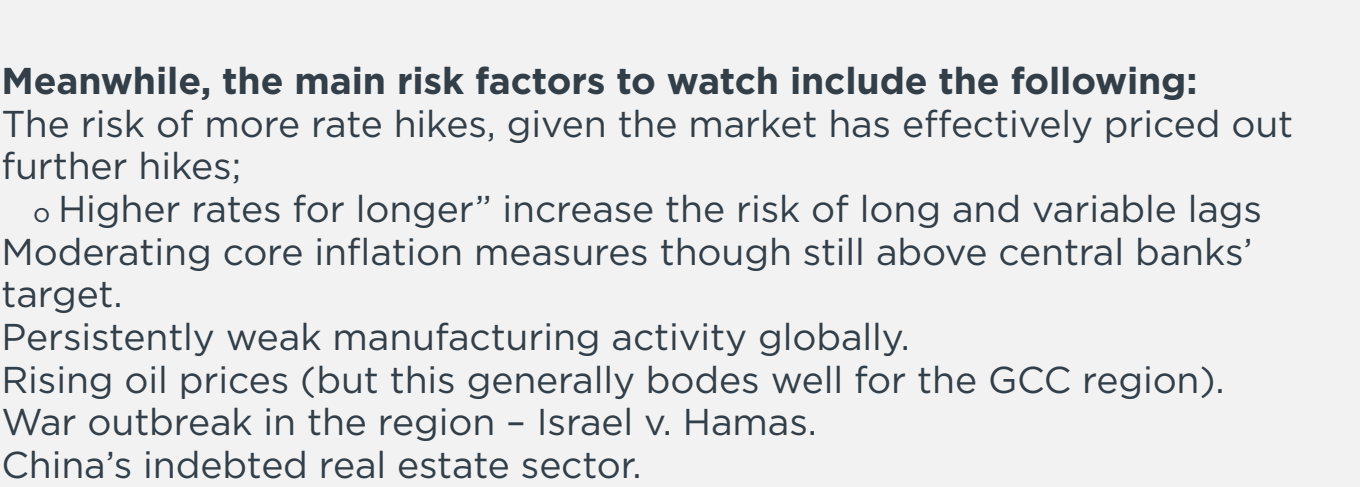 Meanwhile, the main risk factors to watch include the following:
The risk of more rate hikes, given the market has effectively priced out
further hikes;
o Higher rates for longer” increase the risk of long and variable lags
Moderating core inflation measures though still above central banks’
target.
Persistently weak manufacturing activity globally.
Rising oil prices (but this generally bodes well for the GCC region).
War outbreak in the region – Israel v. Hamas.
China’s indebted real estate sector.